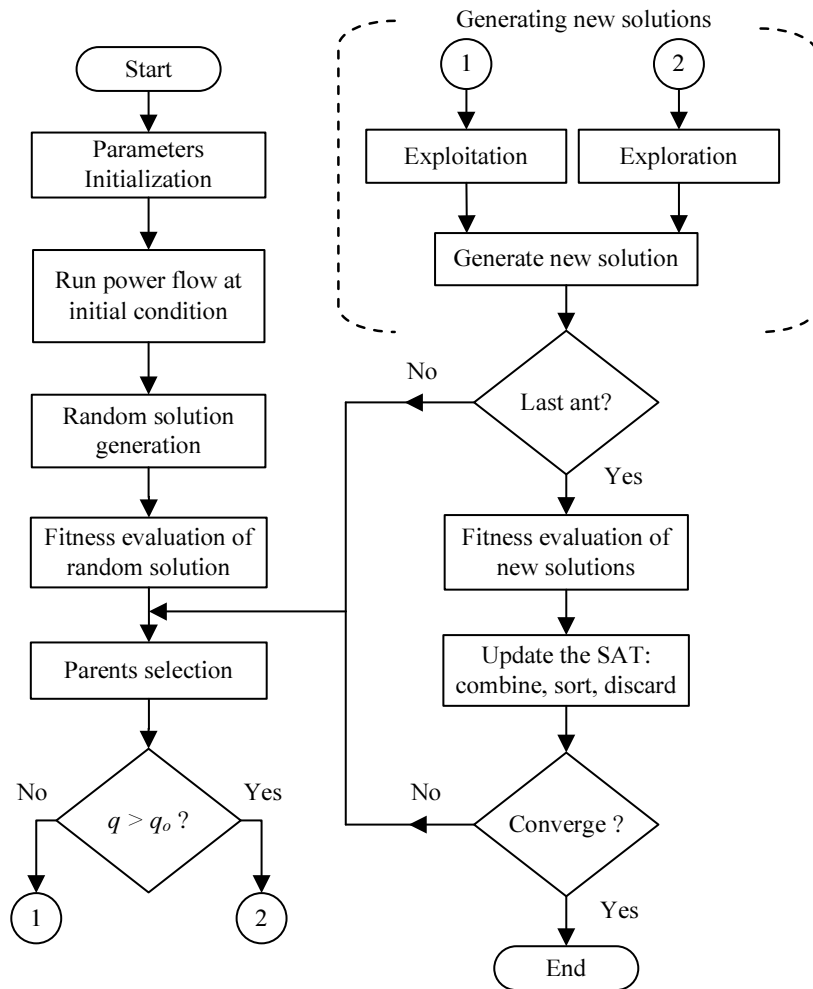 Start
Parameters
Initialization
Run power flow at
initial condition
Random solution
generation
Fitness evaluation of
random solution
Parents selection
No
Yes
q > qₒ ?
1
2
Generating new solutions
1
2
Exploitation
Exploration
Generate new solution
No
Last ant?
Yes
Fitness evaluation of
new solutions
Update the SAT:
combine, sort, discard
No
Converge ?
Yes
End